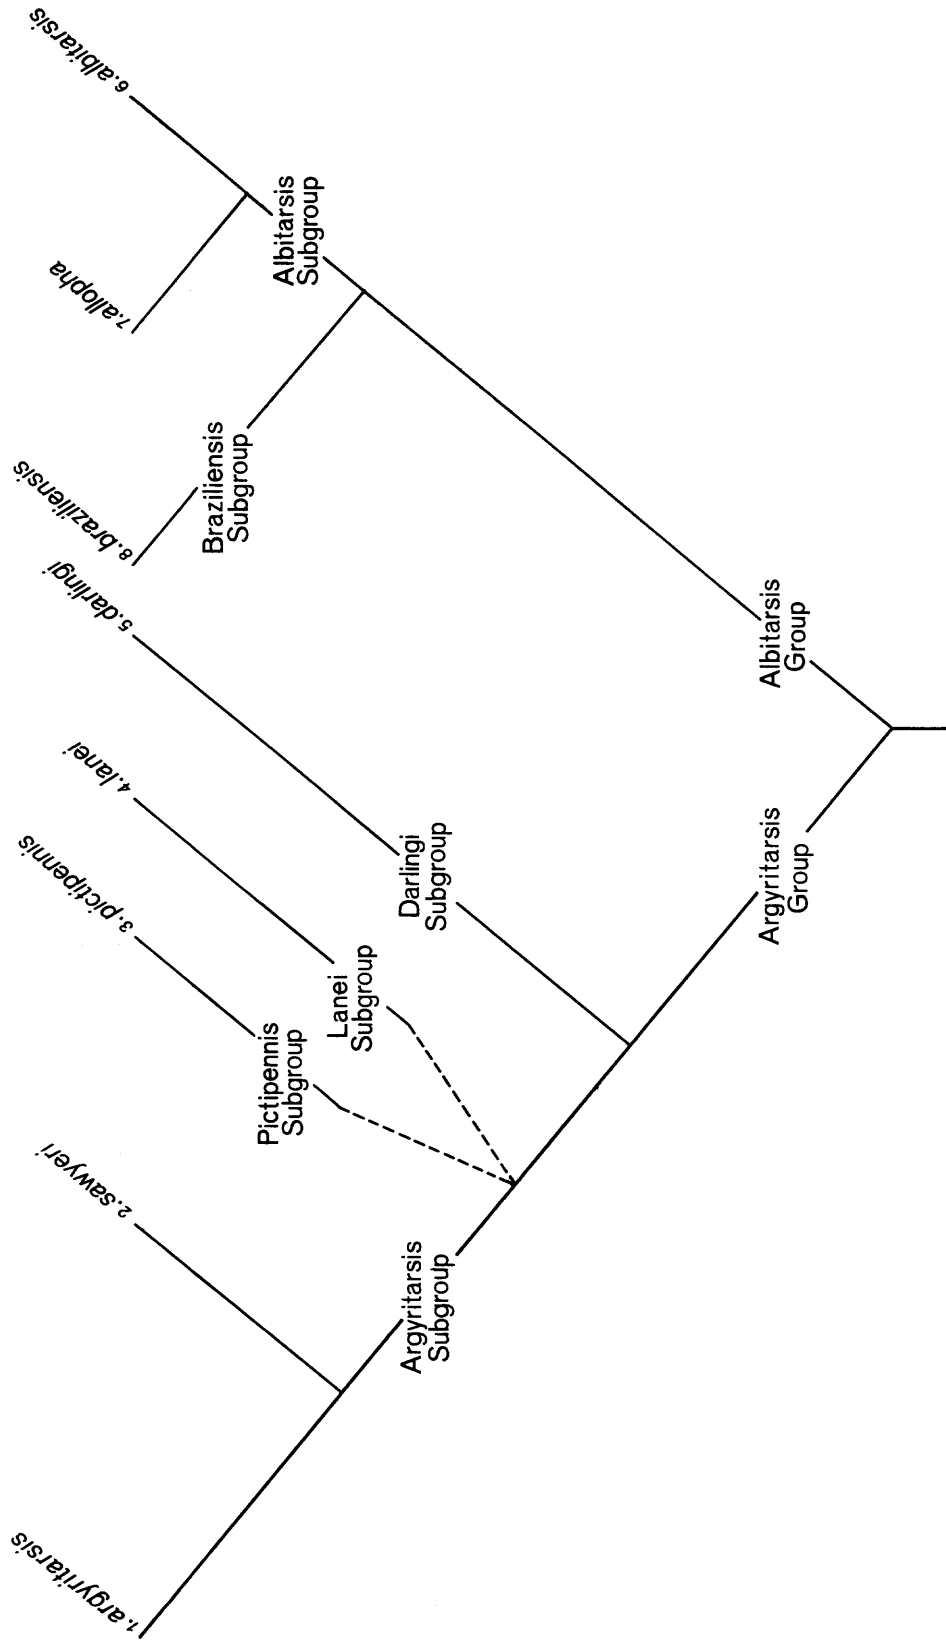 1.argyritarsis
2.sawyeri
3.pictipennis
4.lanei
5.darlingi
8.braziliensis
7.allopha
6.albitarsis
Argyritarsis
Subgroup
Pictipennis
Subgroup
Lanei
Subgroup
Darlingi
Subgroup
Braziliensis
Subgroup
Albitarsis
Subgroup
Argyritarsis
Group
Albitarsis
Group